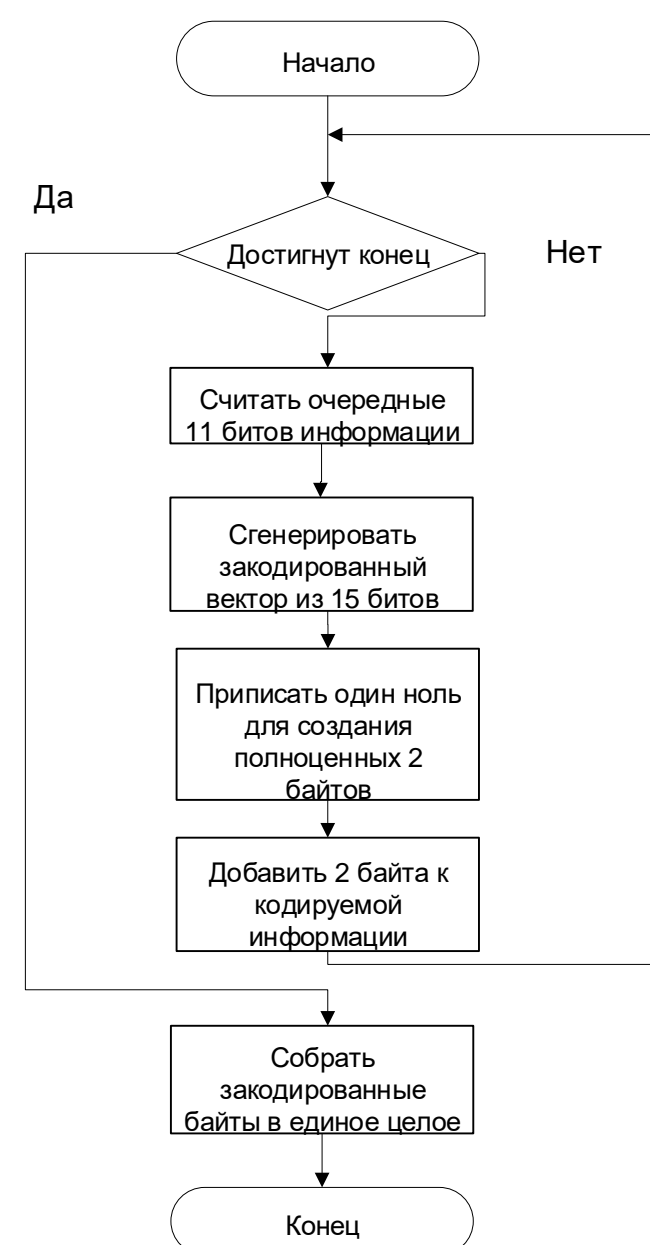 Начало
Да
Достигнут конец
Нет
Считать очередные
11 битов информации
Сгенерировать
закодированный
вектор из 15 битов
Приписать один ноль
для создания
полноценных 2
байтов
Добавить 2 байта к
кодируемой
информации
Собрать
закодированные
байты в единое целое
Конец